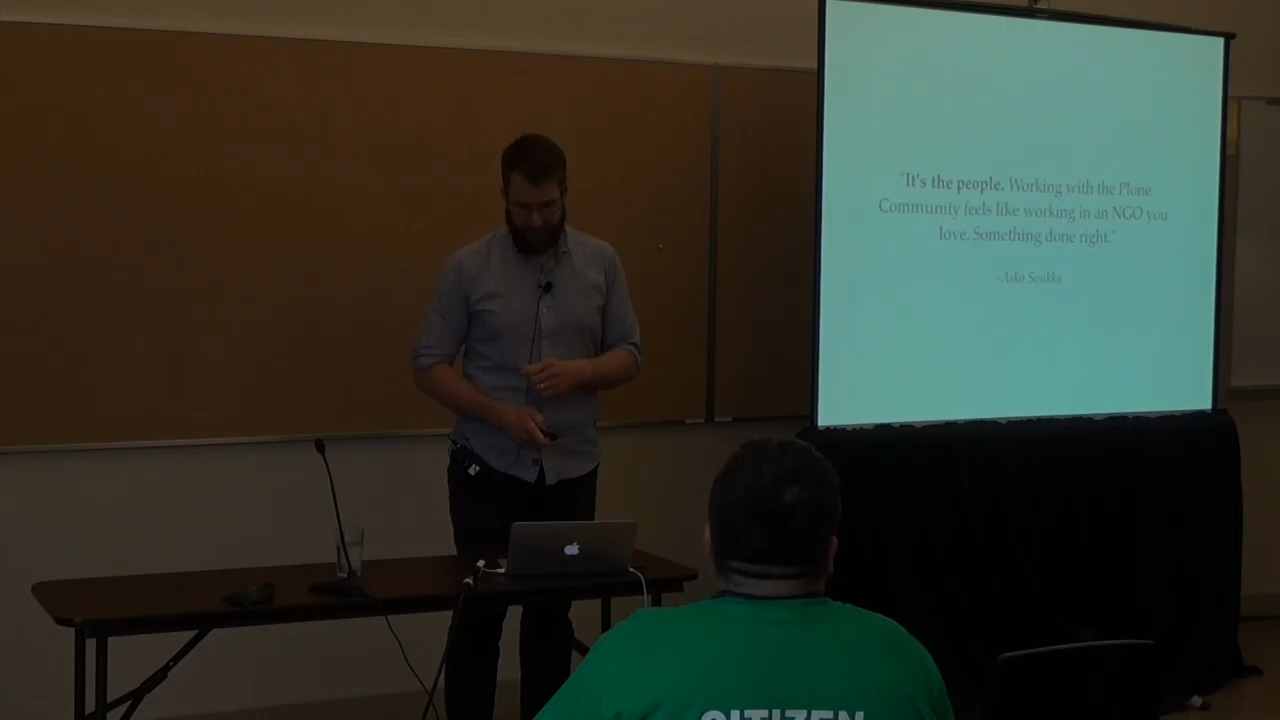 "It's the people. Working with the Plone
Community feels like working in an NGO you
love. Something done right."
–Asko Soukka
CITIZEN